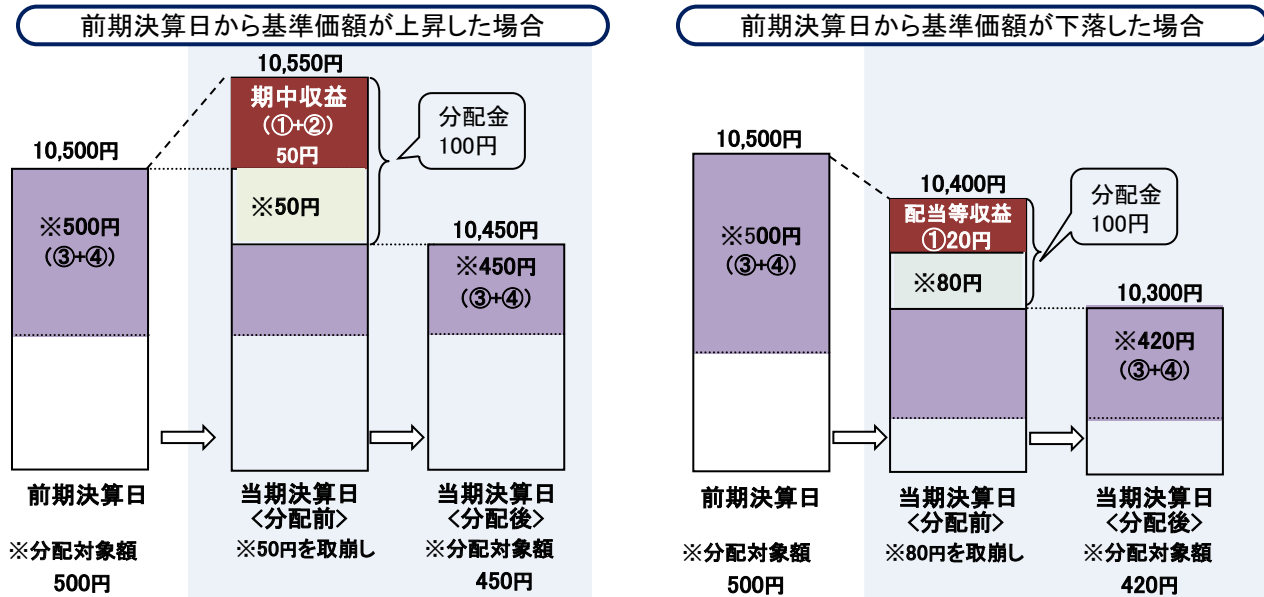 前期決算日から基準価額が上昇した場合
10,550円
期中収益
(①+②)
50円
分配金
100円
10,500円
※500円
(③+④)
※50円
10,450円
※450円
(③+④)
前期決算日
当期決算日
<分配前>
当期決算日
<分配後>
※分配対象額
500円
※50円を取崩し
※分配対象額
450円
前期決算日から基準価額が下落した場合
10,500円
※500円
(③+④)
10,400円
配当等収益
①20円
※80円
分配金
100円
10,300円
※420円
(③+④)
前期決算日
当期決算日
<分配前>
当期決算日
<分配後>
※分配対象額
500円
※80円を取崩し
※分配対象額
420円